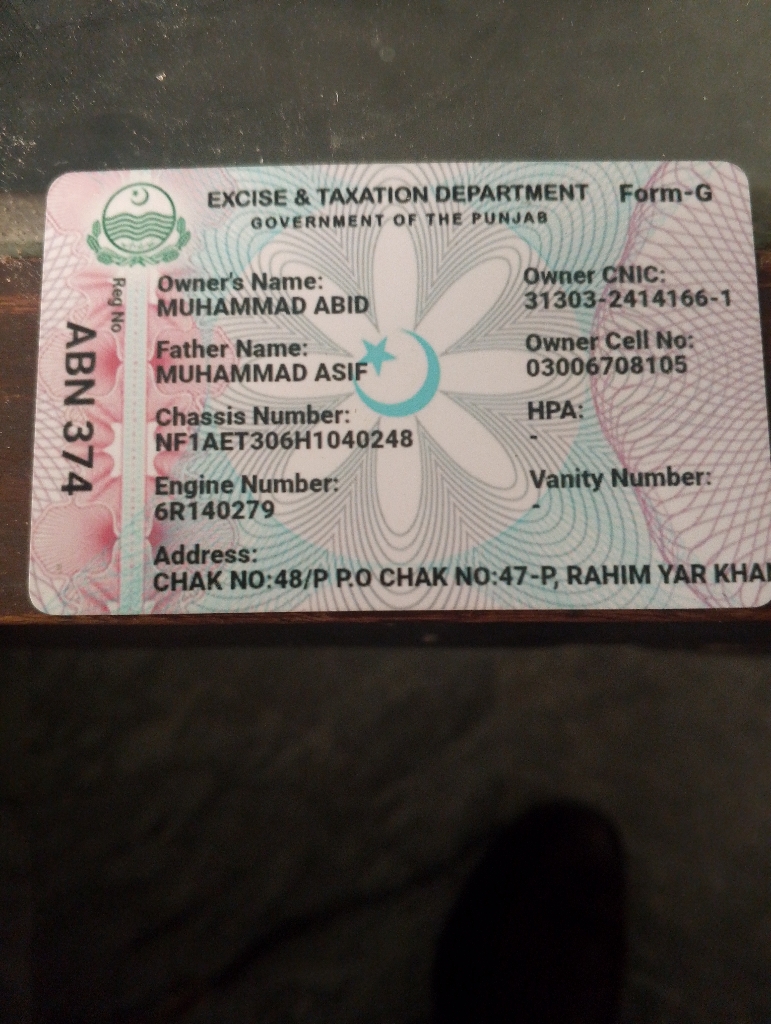 EXCISE & TAXATION DEPARTMENT Form-G
GOVERNMENT OF THE PUNJAB
Reg No
ABN 374
Owner's Name:
MUHAMMAD ABID
Owner CNIC:
31303-2414166-1
Father Name:
MUHAMMAD ASIF
Owner Cell No:
03006708105
Chassis Number:
NF1AET306H1040248
HPA:
-
Engine Number:
6R140279
Vanity Number:
-
Address:
CHAK NO:48/P P.O CHAK NO:47-P, RAHIM YAR KHA